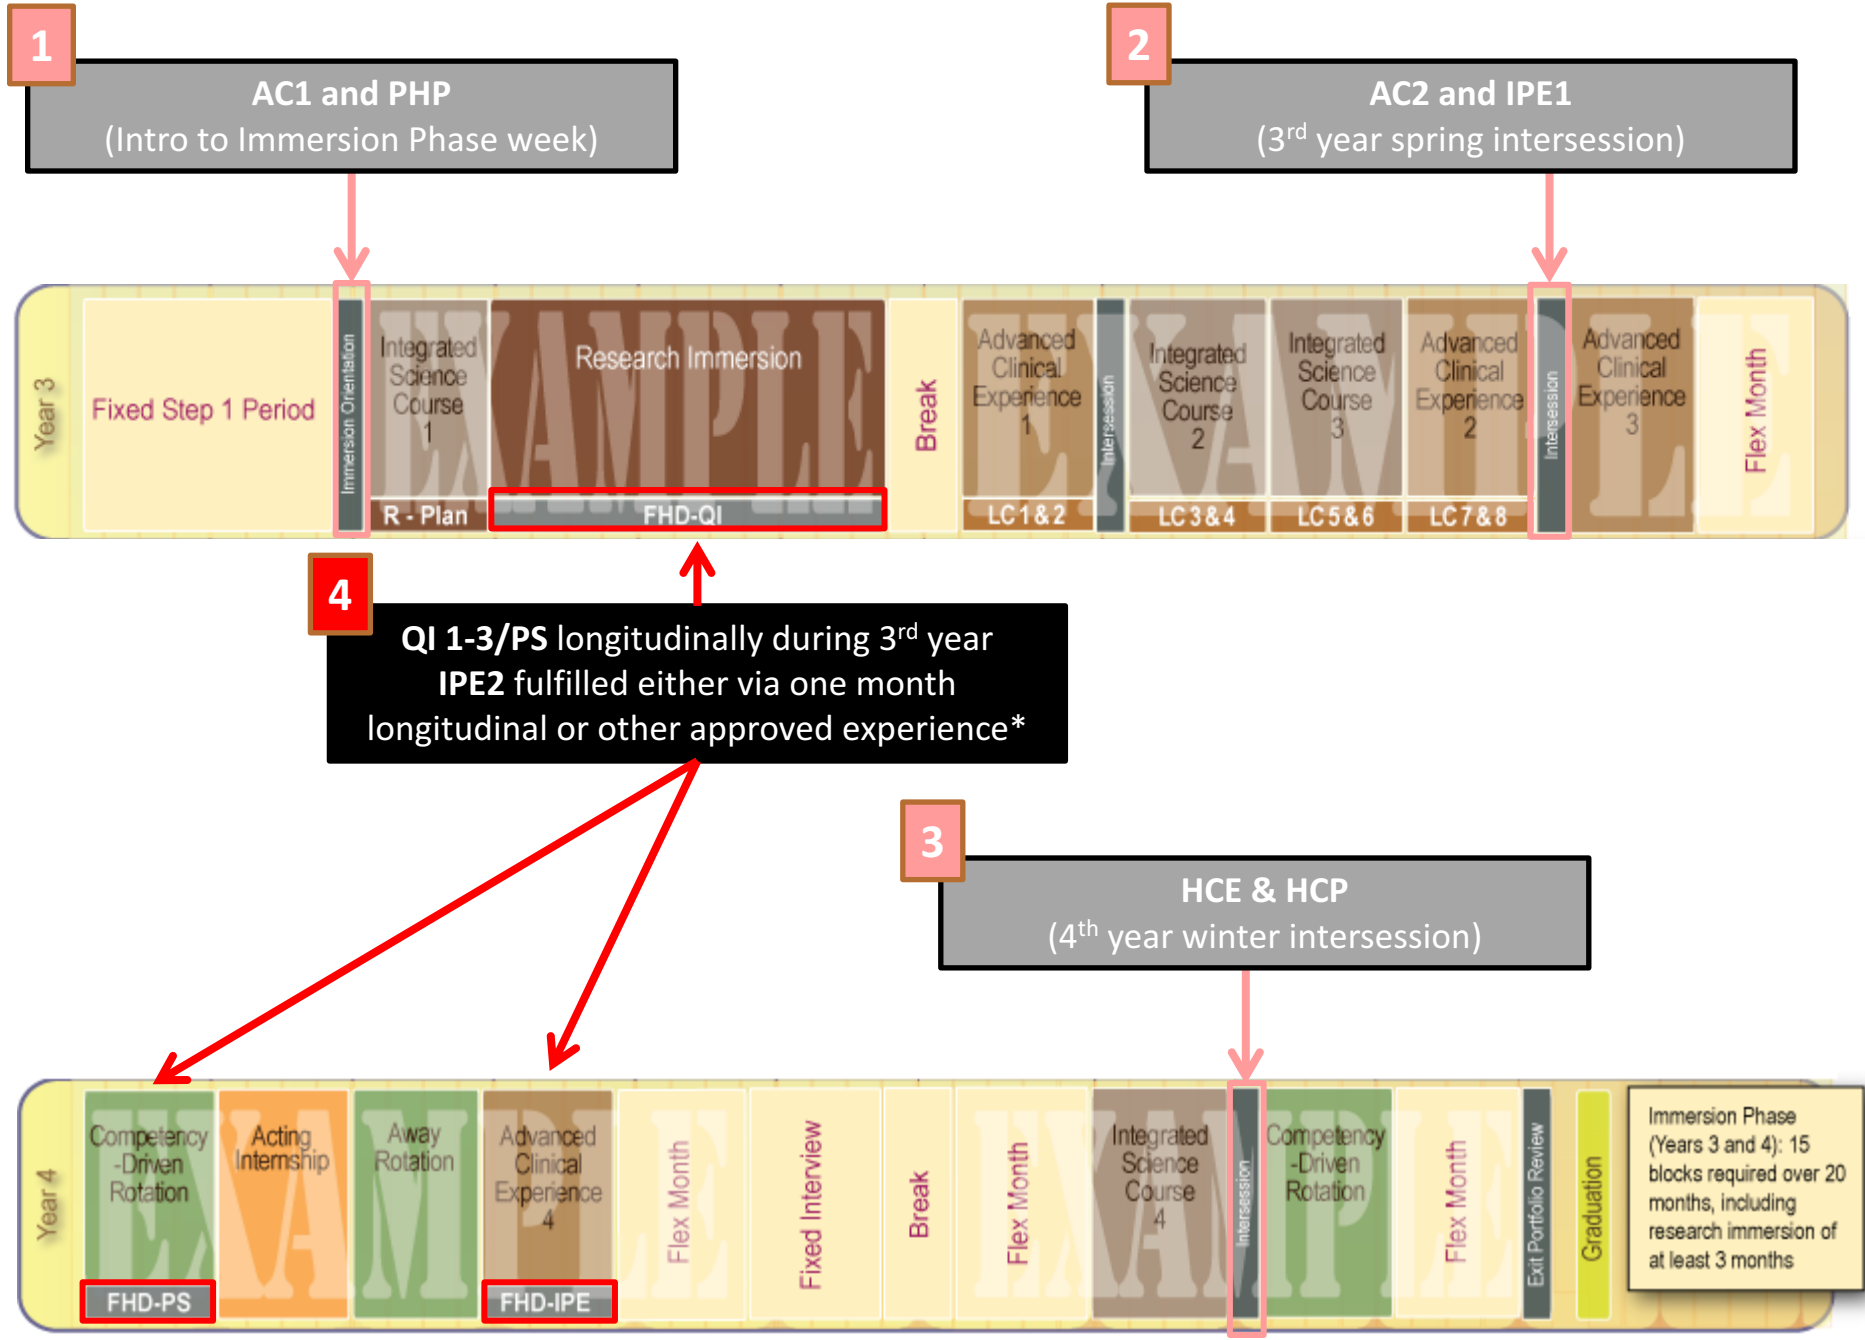 1
AC1 and PHP
(Intro to Immersion Phase week)
2
AC2 and IPE1
(3rd year spring intersession)
Year 3
Fixed Step 1 Period
Immersion Orientation
Integrated
Science
Course
1
R - Plan
Research Immersion
FHD-QI
Break
Advanced
Clinical
Experience
1
LC 1 & 2
Intersession
Integrated
Science
Course
2
LC 3 & 4
Integrated
Science
Course
3
LC 5 & 6
Advanced
Clinical
Experience
2
LC 7 & 8
Intersession
Advanced
Clinical
Experience
3
Flex Month
EXAMPLE
EXAMPLE
4
QI 1-3/PS longitudinally during 3rd year
IPE2 fulfilled either via one month
longitudinal or other approved experience*
3
HCE & HCP
(4th year winter intersession)
Year 4
Competency
-Driven
Rotation
FHD-PS
Acting
Internship
Away
Rotation
Advanced
Clinical
Experience
4
FHD-IPE
Flex Month
Fixed Interview
Break
Flex Month
Integrated
Science
Course
4
Intersession
Competency
-Driven
Rotation
Flex Month
Exit Portfolio Review
Graduation
EXAMPLE
EXAMPLE
Immersion Phase
(Years 3 and 4): 15
blocks required over 20
months, including
research immersion of
at least 3 months